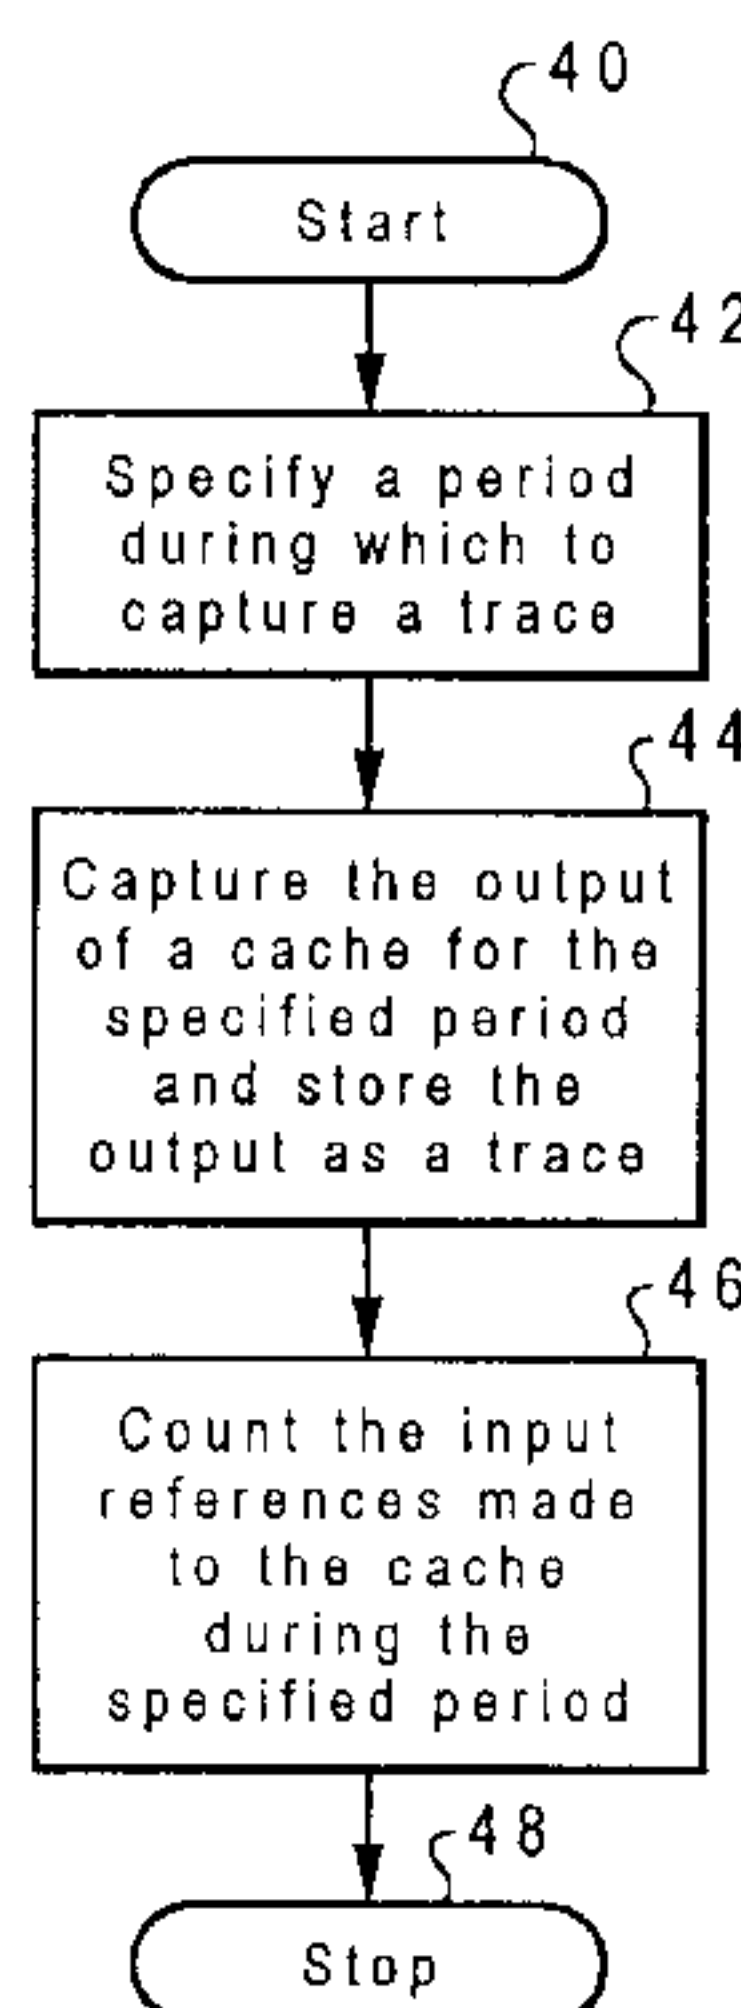 40
Start
42
Specify a period
during which to
capture a trace
44
Capture the output
of a cache for the
specified period
and store the
output as a trace
46
Count the input
references made
to the cache
during the
specified period
48
Stop